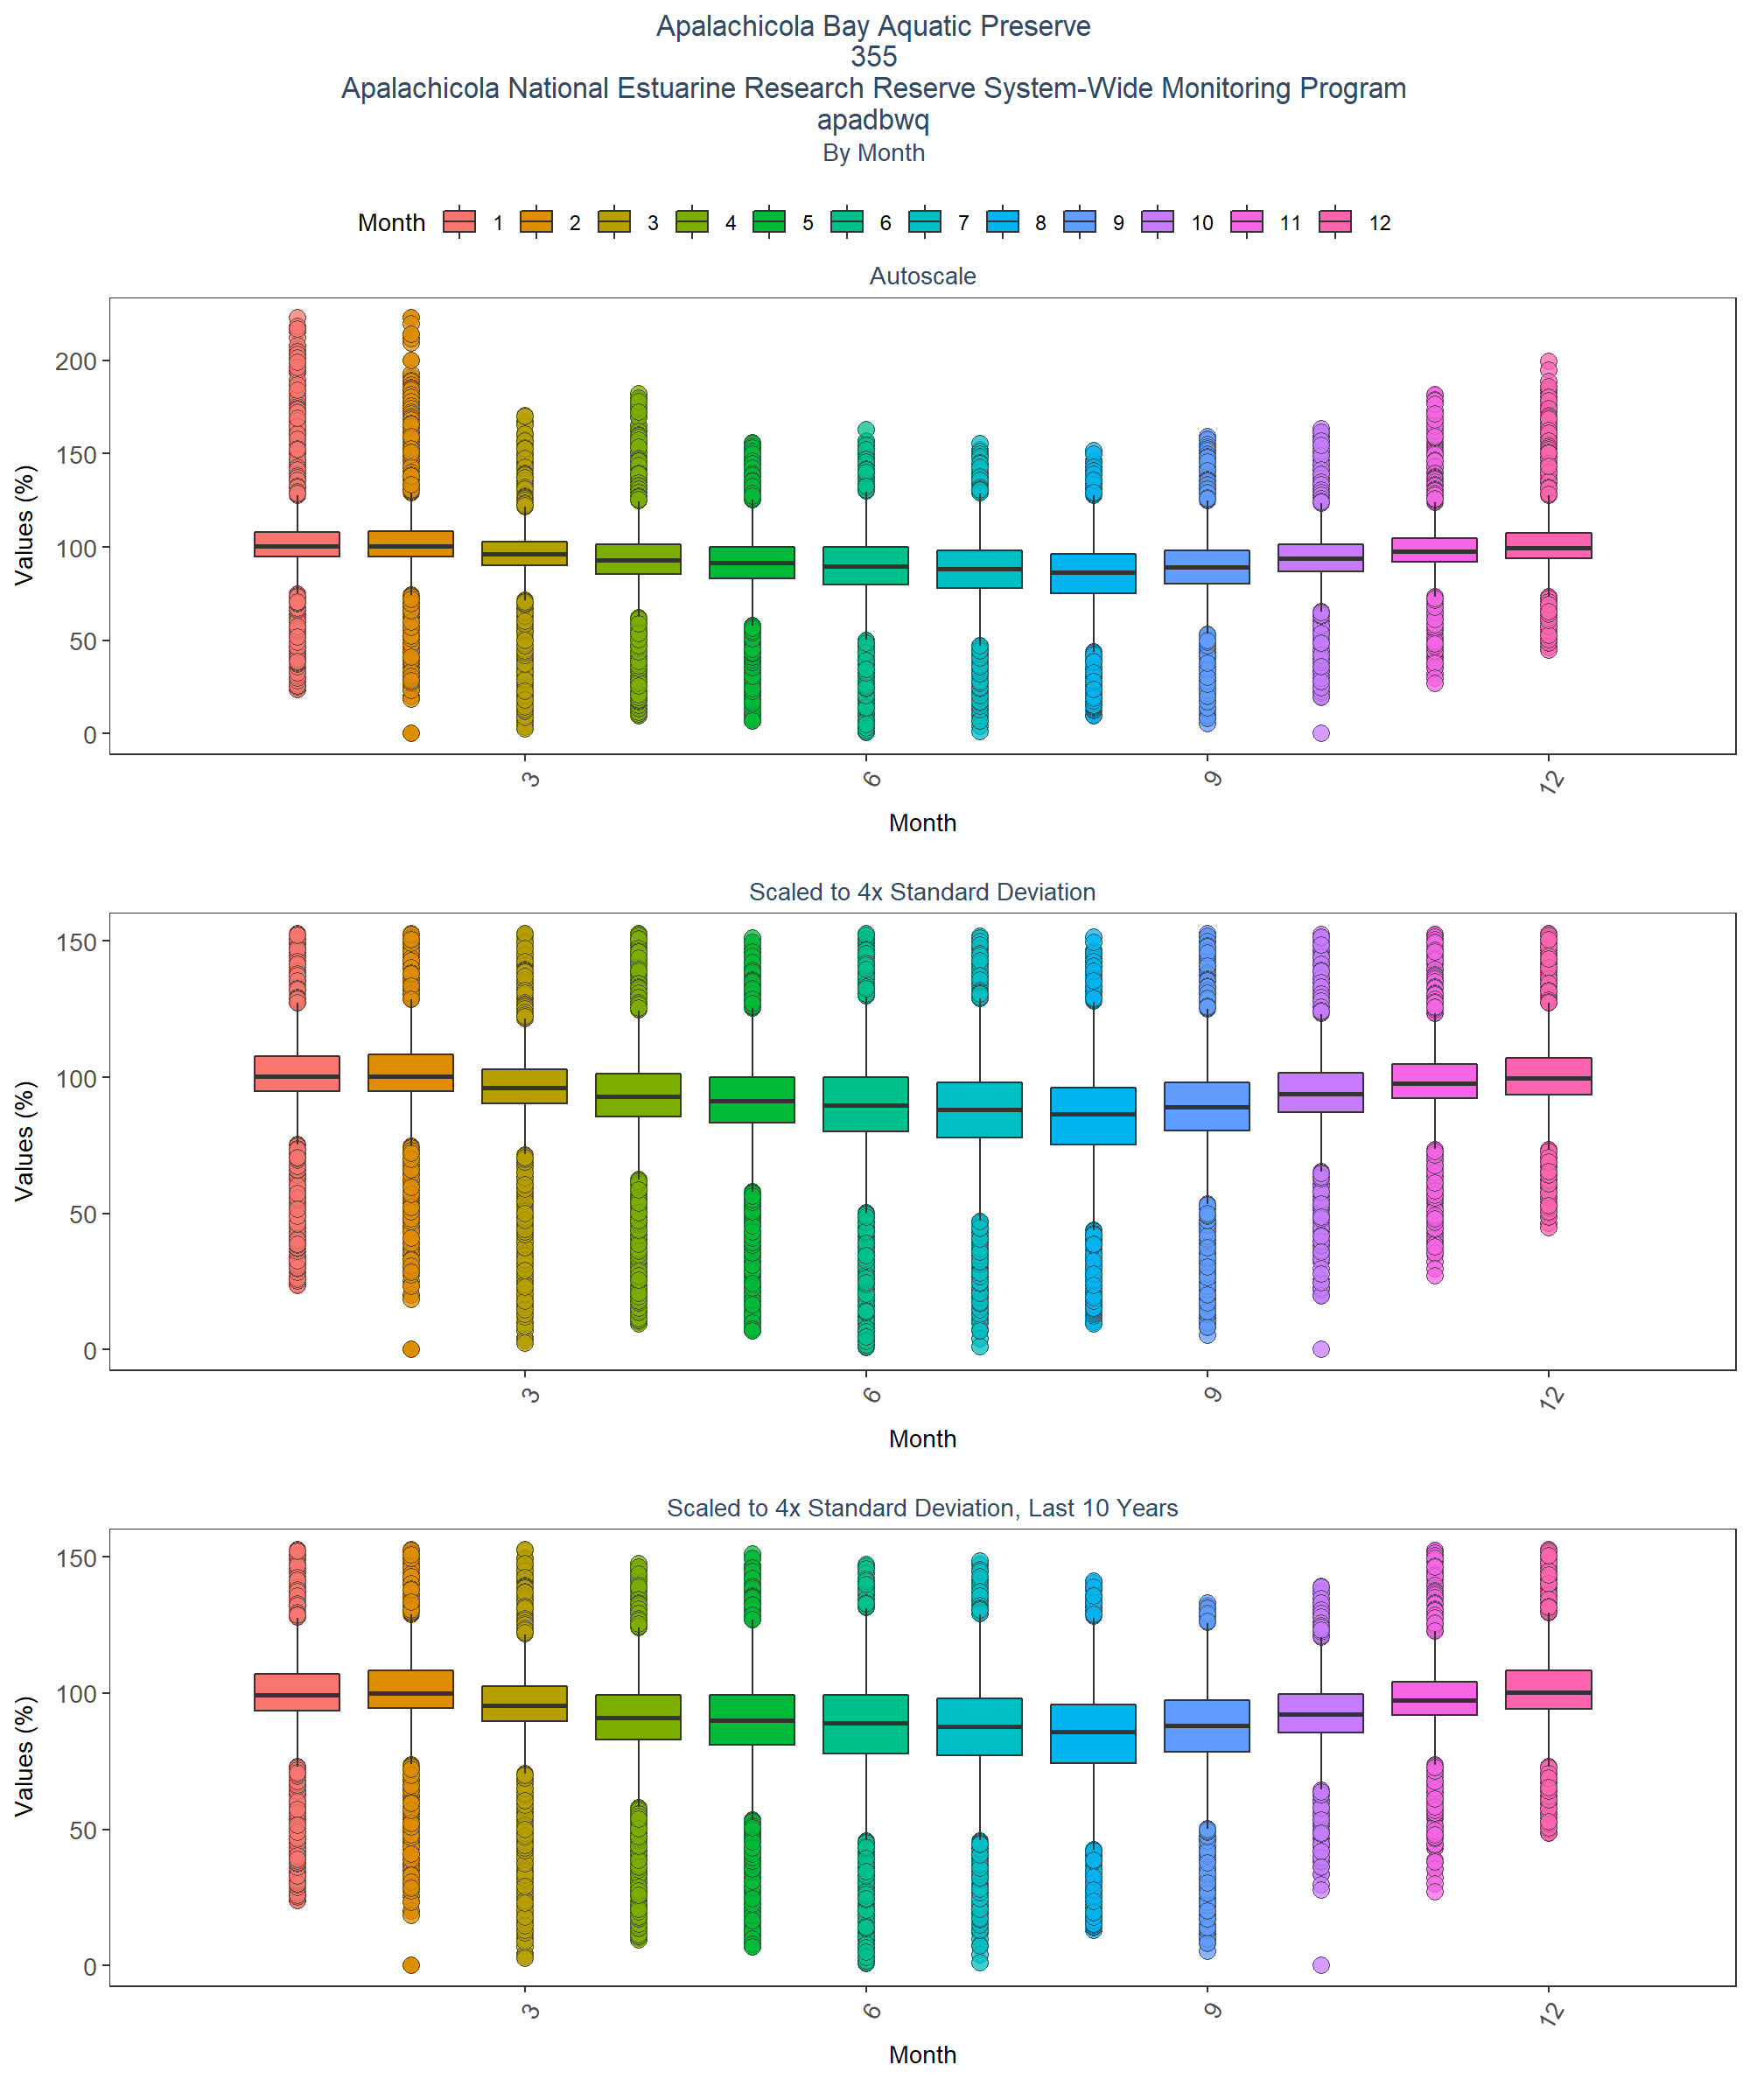 Apalachicola Bay Aquatic Preserve
355
Apalachicola National Estuarine Research Reserve System-Wide Monitoring Program
apadbwq
By Month
Month 1 2 3 4 5 6 7 8 9 10 11 12
Autoscale
Values (%)
200
150
100
50
0
3 6 9 12
Month
Scaled to 4x Standard Deviation
Values (%)
150
100
50
0
3 6 9 12
Month
Scaled to 4x Standard Deviation, Last 10 Years
Values (%)
150
100
50
0
3 6 9 12
Month